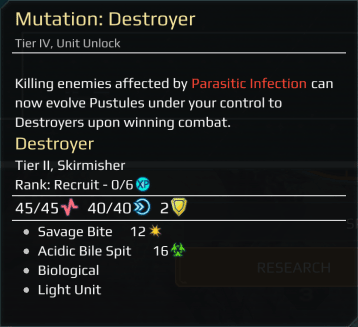 Mutation: Destroyer
Tier IV, Unit Unlock
Killing enemies affected by Parasitic Infection can
now evolve Pustules under your control to
Destroyers upon winning combat.
Destroyer
Tier II, Skirmisher
Rank: Recruit - 0/6 XP
45/45 40/40 2
• Savage Bite 12
• Acidic Bile Spit 16
• Biological
• Light Unit
RESEARCH